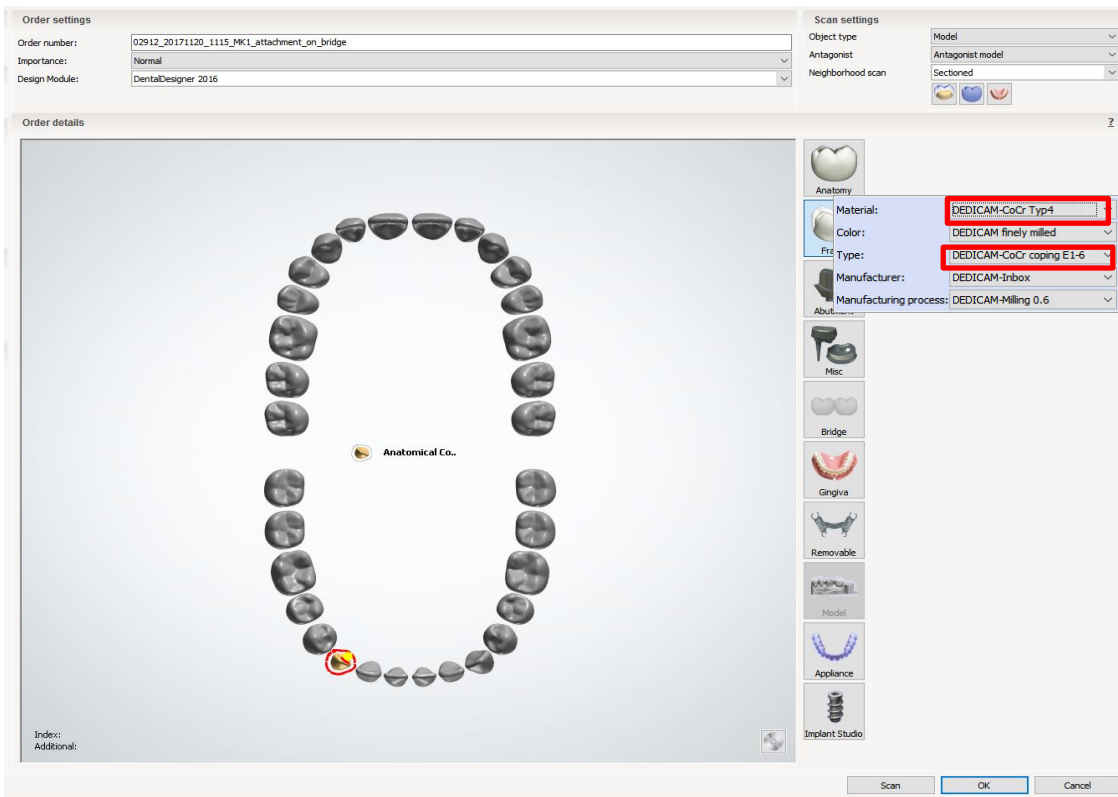 Order settings
Order number: 02912_20171120_1115_MK1_attachment_on_bridge
Importance: Normal
Design Module: DentalDesigner 2016
Scan settings
Object type Model
Antagonist Antagonist model
Neighborhood scan Sectioned
Order details ?
Anatomy
Material: DEDICAM-CoCr Typ4
Color: DEDICAM finely milled
Type: DEDICAM-CoCr coping E1-6
Manufacturer: DEDICAM-Inbox
Manufacturing process: DEDICAM-Milling 0.6
Misc
Bridge
Anatomical Co..
Gingiva
Removable
Model
Appliance
Implant Studio
Index:
Additional:
Scan OK Cancel